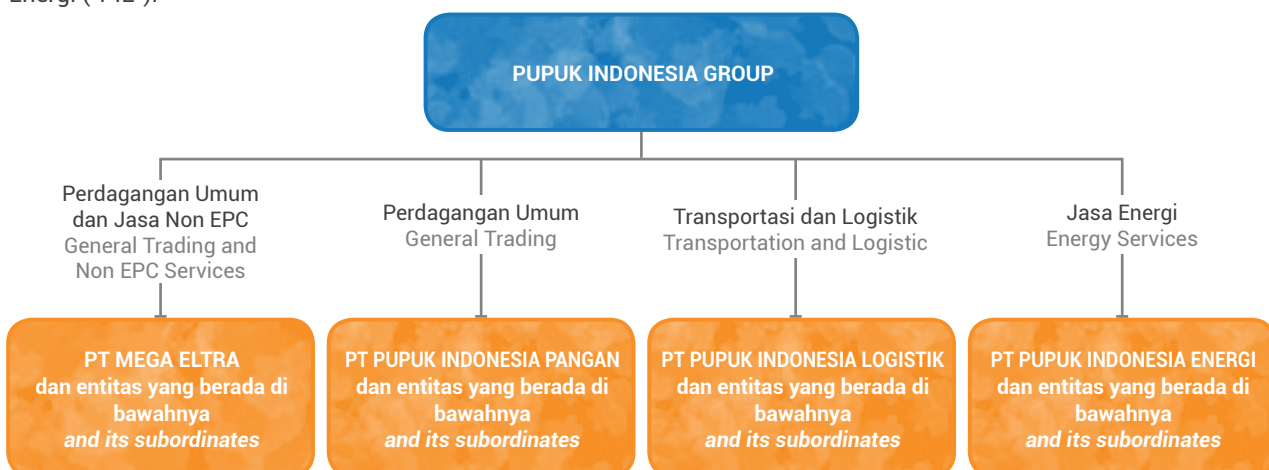 PUPUK INDONESIA GROUP
Perdagangan Umum
dan Jasa Non EPC
General Trading and
Non EPC Services
Perdagangan Umum
General Trading
Transportasi dan Logistik
Transportation and Logistic
Jasa Energi
Energy Services
PT MEGA ELTRA
dan entitas yang berada di
bawahnya
and its subordinates
PT PUPUK INDONESIA PANGAN
dan entitas yang berada di
bawahnya
and its subordinates
PT PUPUK INDONESIA LOGISTIK
dan entitas yang berada di
bawahnya
and its subordinates
PT PUPUK INDONESIA ENERGI
dan entitas yang berada di
bawahnya
and its subordinates